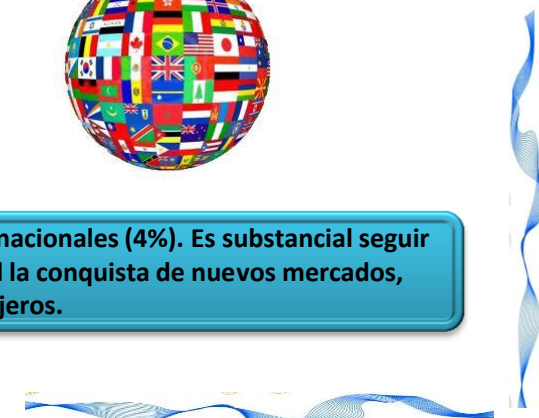 nacionales (4%). Es substancial seguir
la conquista de nuevos mercados,
jeros.